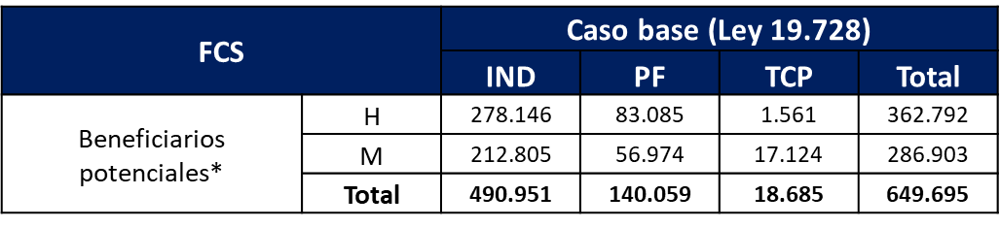 FCS
Caso base (Ley 19.728)
IND PF TCP Total
Beneficiarios potenciales*
H 278.146 83.085 1.561 362.792
M 212.805 56.974 17.124 286.903
Total 490.951 140.059 18.685 649.695